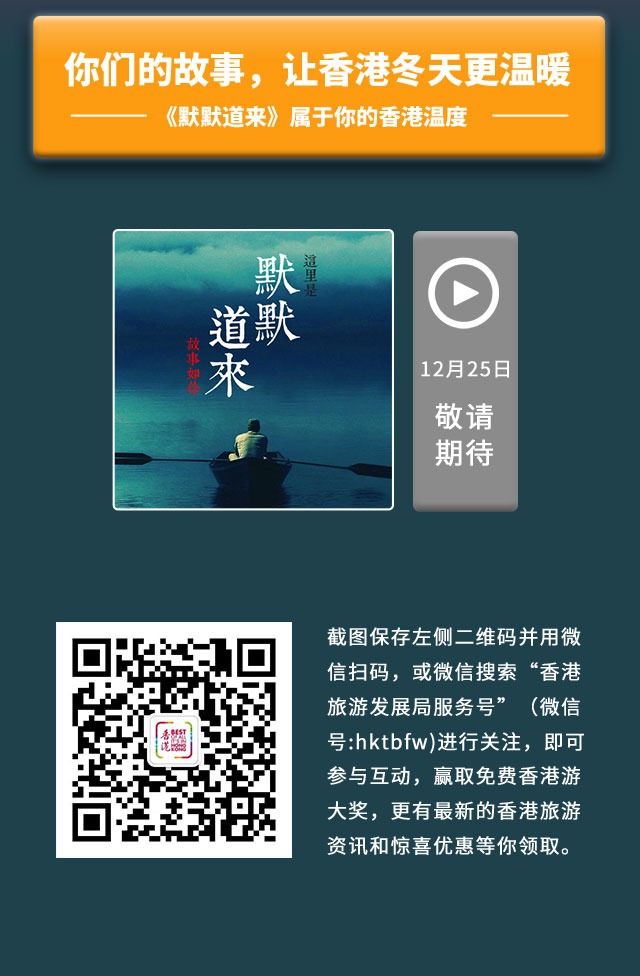 你们的故事，让香港冬天更温暖
《默默道来》属于你的香港温度
這里是
默默
道來
故事如你
12月25日
敬请
期待
香港
BEST
OF ALL
IT'S IN
HONG
KONG
截图保存左侧二维码并用微
信扫码，或微信搜索“香港
旅游发展局服务号”（微信
号:hktbfw)进行关注，即可
参与互动，赢取免费香港游
大奖，更有最新的香港旅游
资讯和惊喜优惠等你领取。